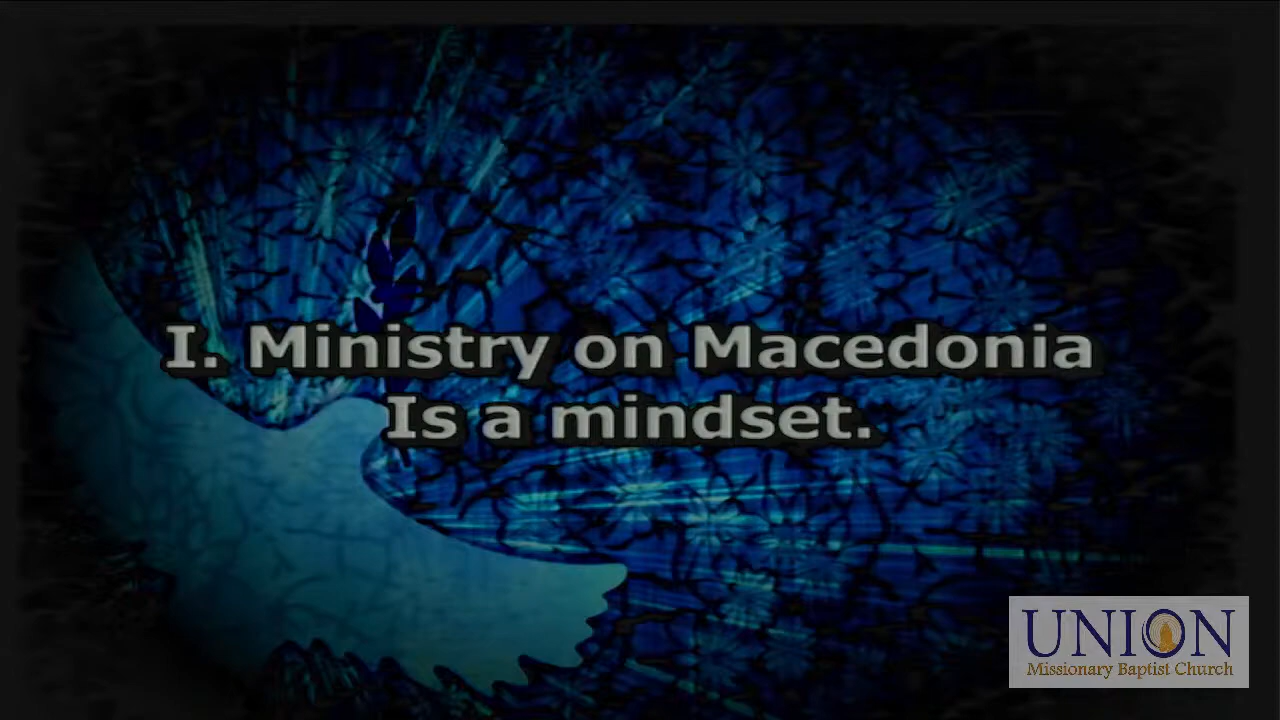 I. Ministry on Macedonia
Is a mindset.
UNION
Missionary Baptist Church